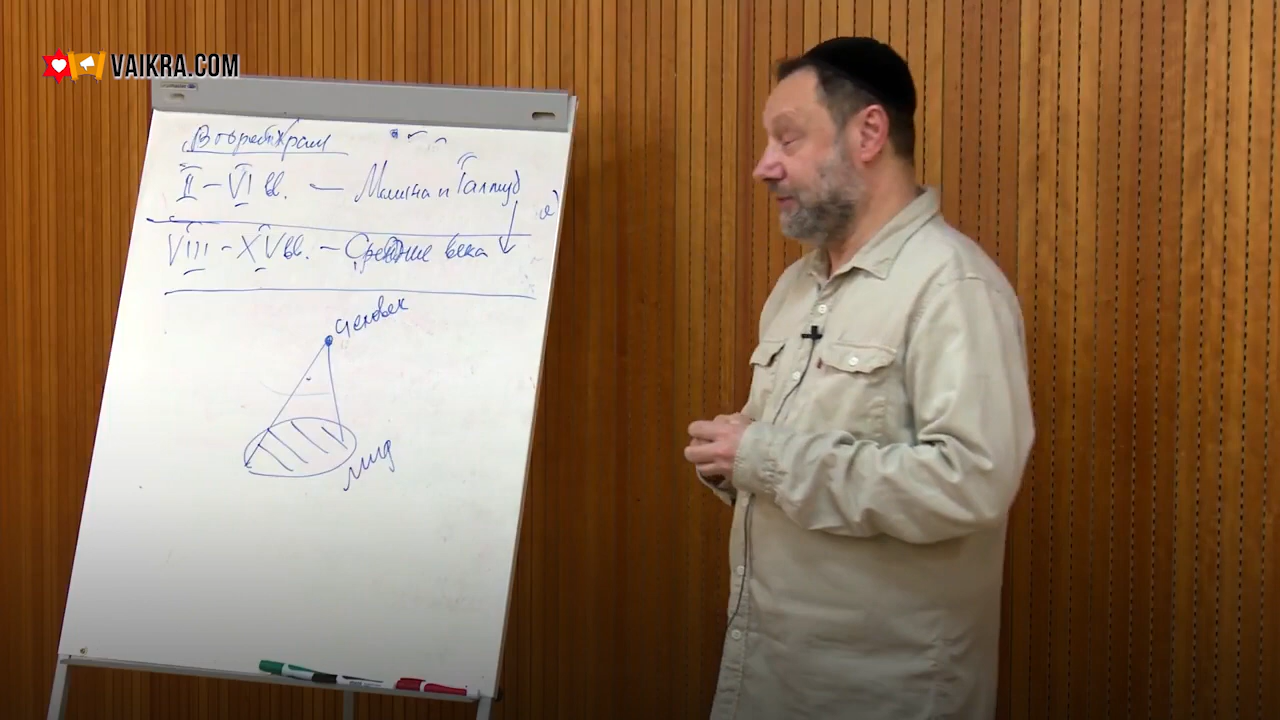 VAIKRA.COM
Второй Храм
II – VI вв. — Мишна и Талмуд
VIII – XV вв. – Средние века
человек
мир